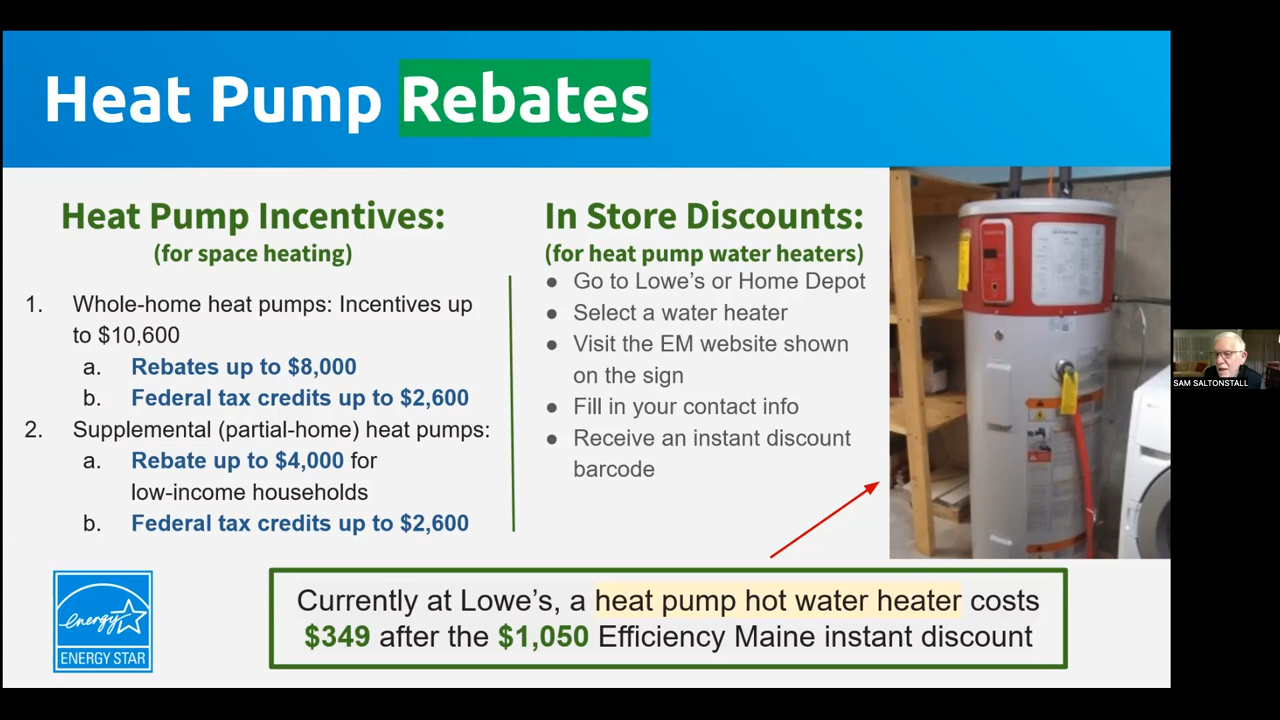 Heat Pump Rebates
Heat Pump Incentives:
(for space heating)
1. Whole-home heat pumps: Incentives up
to $10,600
a. Rebates up to $8,000
b. Federal tax credits up to $2,600
2. Supplemental (partial-home) heat pumps:
a. Rebate up to $4,000 for
low-income households
b. Federal tax credits up to $2,600
In Store Discounts:
(for heat pump water heaters)
● Go to Lowe’s or Home Depot
● Select a water heater
● Visit the EM website shown
on the sign
● Fill in your contact info
● Receive an instant discount
barcode
energy
ENERGY STAR
Currently at Lowe’s, a heat pump hot water heater costs
$349 after the $1,050 Efficiency Maine instant discount
SAM SALTONSTALL